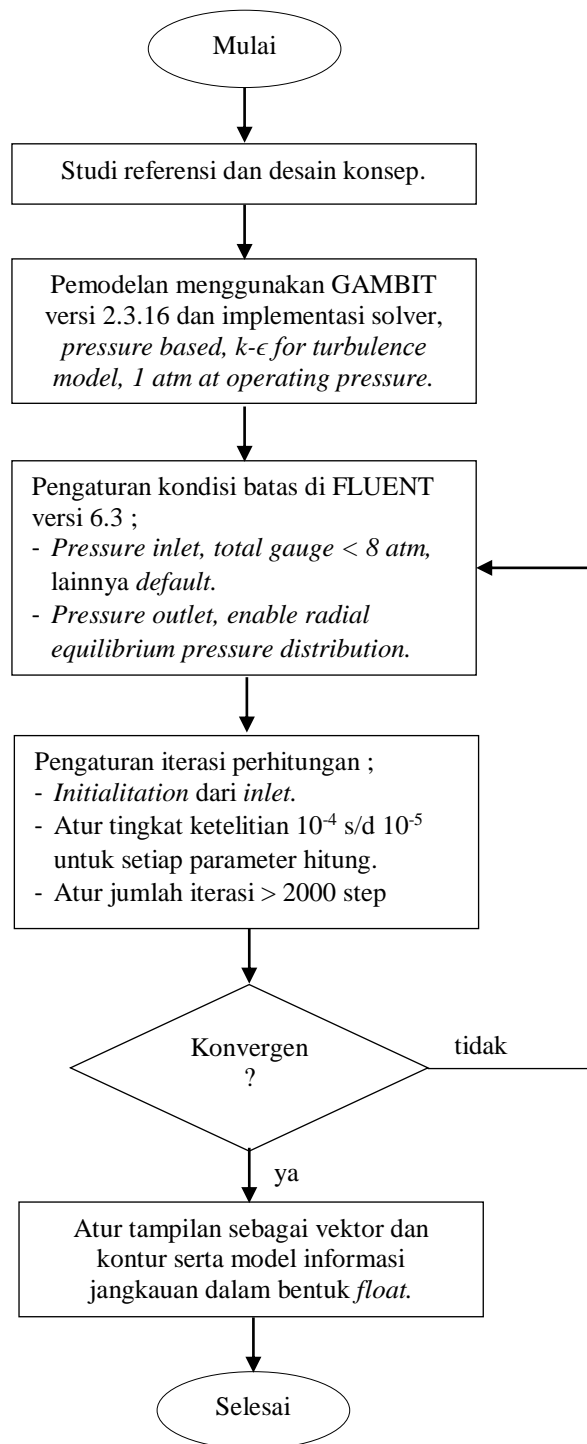 Mulai
Studi referensi dan desain konsep.
Pemodelan menggunakan GAMBIT
versi 2.3.16 dan implementasi solver,
pressure based, k-ϵ for turbulence
model, 1 atm at operating pressure.
Pengaturan kondisi batas di FLUENT
versi 6.3 ;
- Pressure inlet, total gauge < 8 atm,
lainnya default.
- Pressure outlet, enable radial
equilibrium pressure distribution.
Pengaturan iterasi perhitungan ;
- Initialitation dari inlet.
- Atur tingkat ketelitian 10⁻⁴ s/d 10⁻⁵
untuk setiap parameter hitung.
- Atur jumlah iterasi > 2000 step
Konvergen
?
tidak
ya
Atur tampilan sebagai vektor dan
kontur serta model informasi
jangkauan dalam bentuk float.
Selesai